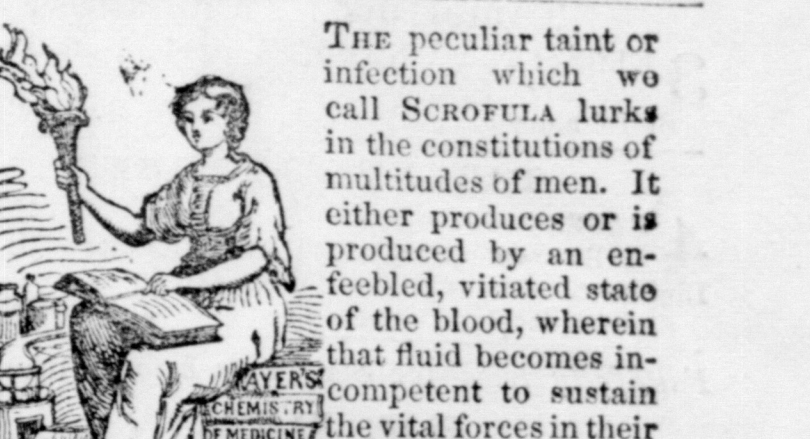 THE peculiar taint or
infection which we
call SCROFULA lurks
in the constitutions of
multitudes of men. It
either produces or is
produced by an en-
feebled, vitiated state
of the blood, wherein
that fluid becomes in-
competent to sustain
the vital forces in their
AYER'S
CHEMISTRY
OF MEDICINE